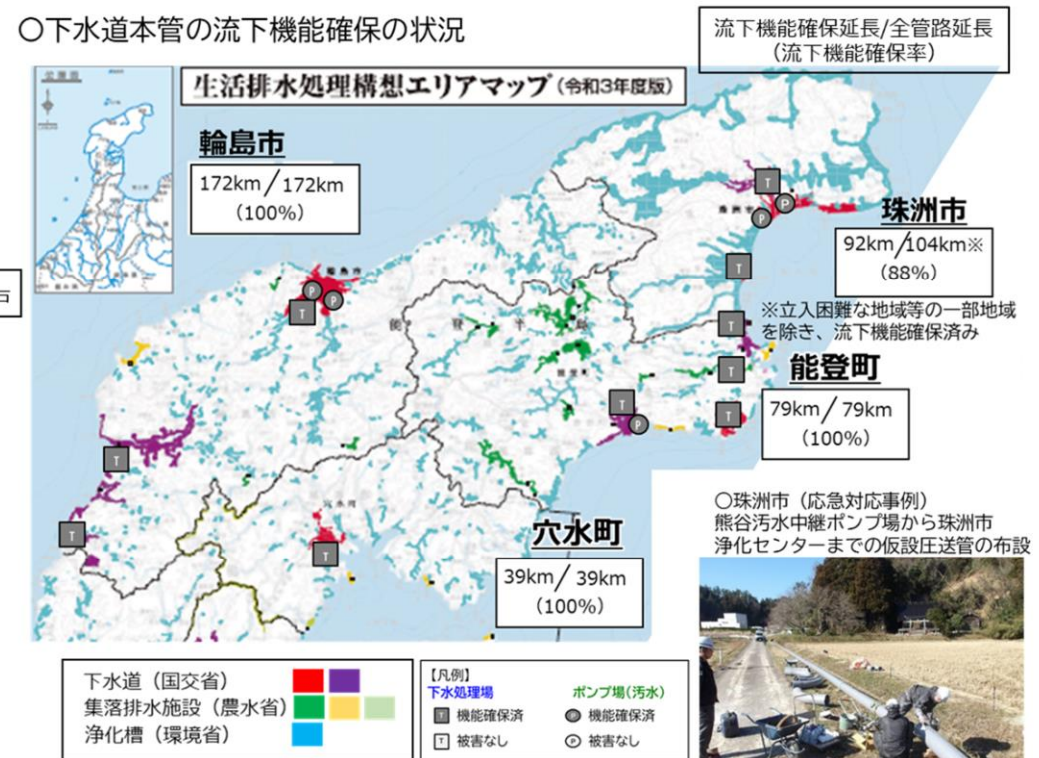 〇下水道本管の流下機能確保の状況
流下機能確保延長/全管路延長
（流下機能確保率）
生活排水処理構想エリアマップ（令和3年度版）
輪島市
172km/172km
（100%）
珠洲市
92km/104km※
（88%）
※立入困難な地域等の一部地域
を除き、流下機能確保済み
能登町
79km/79km
（100%）
穴水町
39km/39km
（100%）
輪島市
能登半島
T
P
P
T
P
P
T
T
T
T
T
P
T
T
T
〇珠洲市（応急対応事例）
熊谷汚水中継ポンプ場から珠洲市
浄化センターまでの仮設圧送管の布設
下水道（国交省）
集落排水施設（農水省）
浄化槽（環境省）
【凡例】
下水処理場
ポンプ場(汚水)
T 機能確保済
P 機能確保済
T 被害なし
P 被害なし